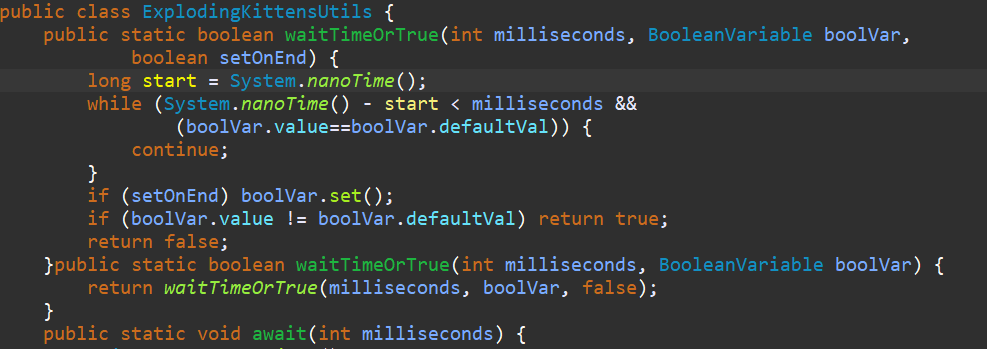 public class ExplodingKittensUtils {
    public static boolean waitTimeOrTrue(int milliseconds, BooleanVariable boolVar,
            boolean setOnEnd) {
        long start = System.nanoTime();
        while (System.nanoTime() - start < milliseconds &&
                (boolVar.value==boolVar.defaultVal)) {
            continue;
        }
        if (setOnEnd) boolVar.set();
        if (boolVar.value != boolVar.defaultVal) return true;
        return false;
    }public static boolean waitTimeOrTrue(int milliseconds, BooleanVariable boolVar) {
        return waitTimeOrTrue(milliseconds, boolVar, false);
    }
    public static void await(int milliseconds) {